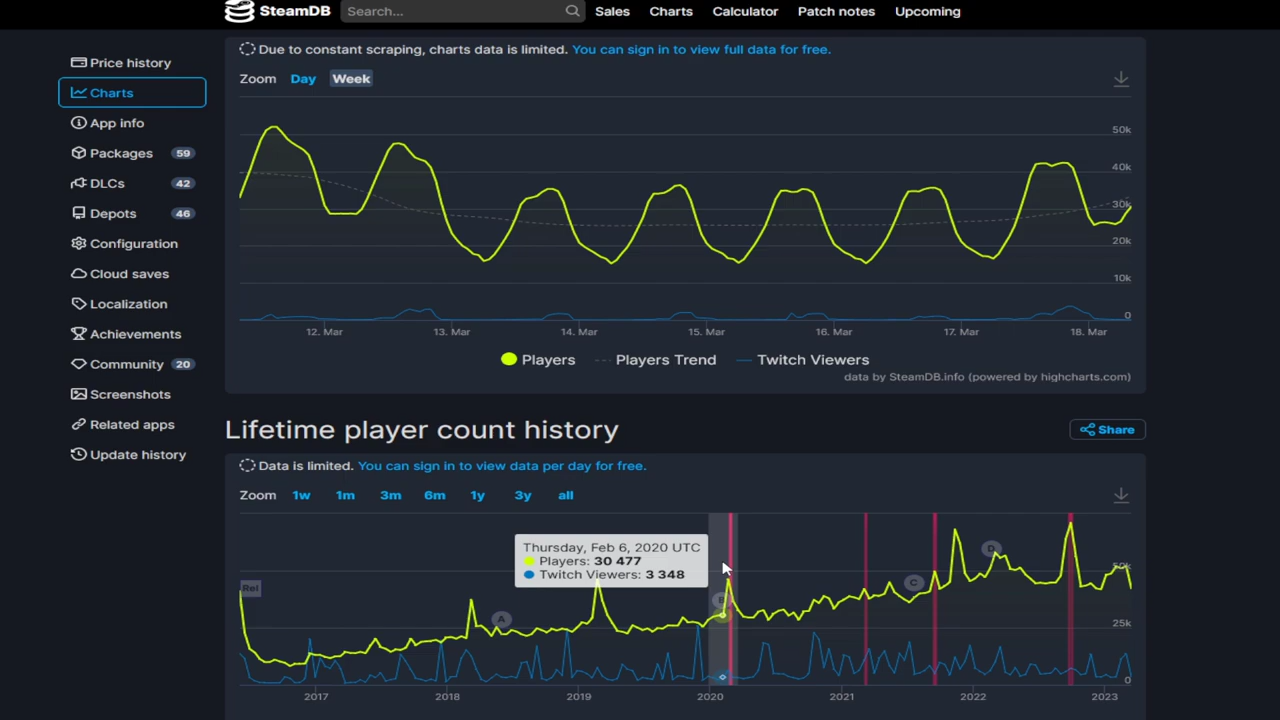 SteamDB Search... Sales Charts Calculator Patch notes Upcoming
Price history
Charts
App info
Packages 59
DLCs 42
Depots 46
Configuration
Cloud saves
Localization
Achievements
Community 20
Screenshots
Related apps
Update history
Due to constant scraping, charts data is limited. You can sign in to view full data for free.
Zoom Day Week
50k
40k
30k
20k
10k
0
12. Mar 13. Mar 14. Mar 15. Mar 16. Mar 17. Mar 18. Mar
Players Players Trend Twitch Viewers
data by SteamDB.info (powered by highcharts.com)
Lifetime player count history
Share
Data is limited. You can sign in to view data per day for free.
Zoom 1w 1m 3m 6m 1y 3y all
Thursday, Feb 6, 2020 UTC
Players: 30 477
Twitch Viewers: 3 348
Rel
A
C
D
50k
25k
0
2017 2018 2019 2020 2021 2022 2023